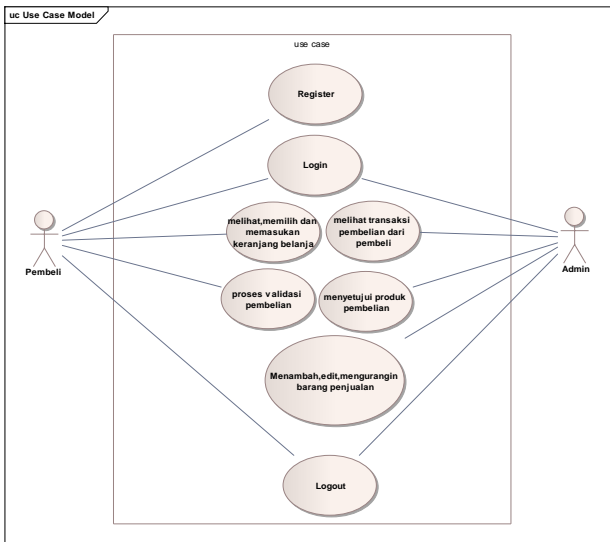 uc Use Case Model
use case
Register
Login
melihat,memilih dan
memasukan
keranjang belanja
melihat transaksi
pembelian dari
pembeli
Pembeli
Admin
proses validasi
pembelian
menyetujui produk
pembelian
Menambah,edit,mengurangin
barang penjualan
Logout